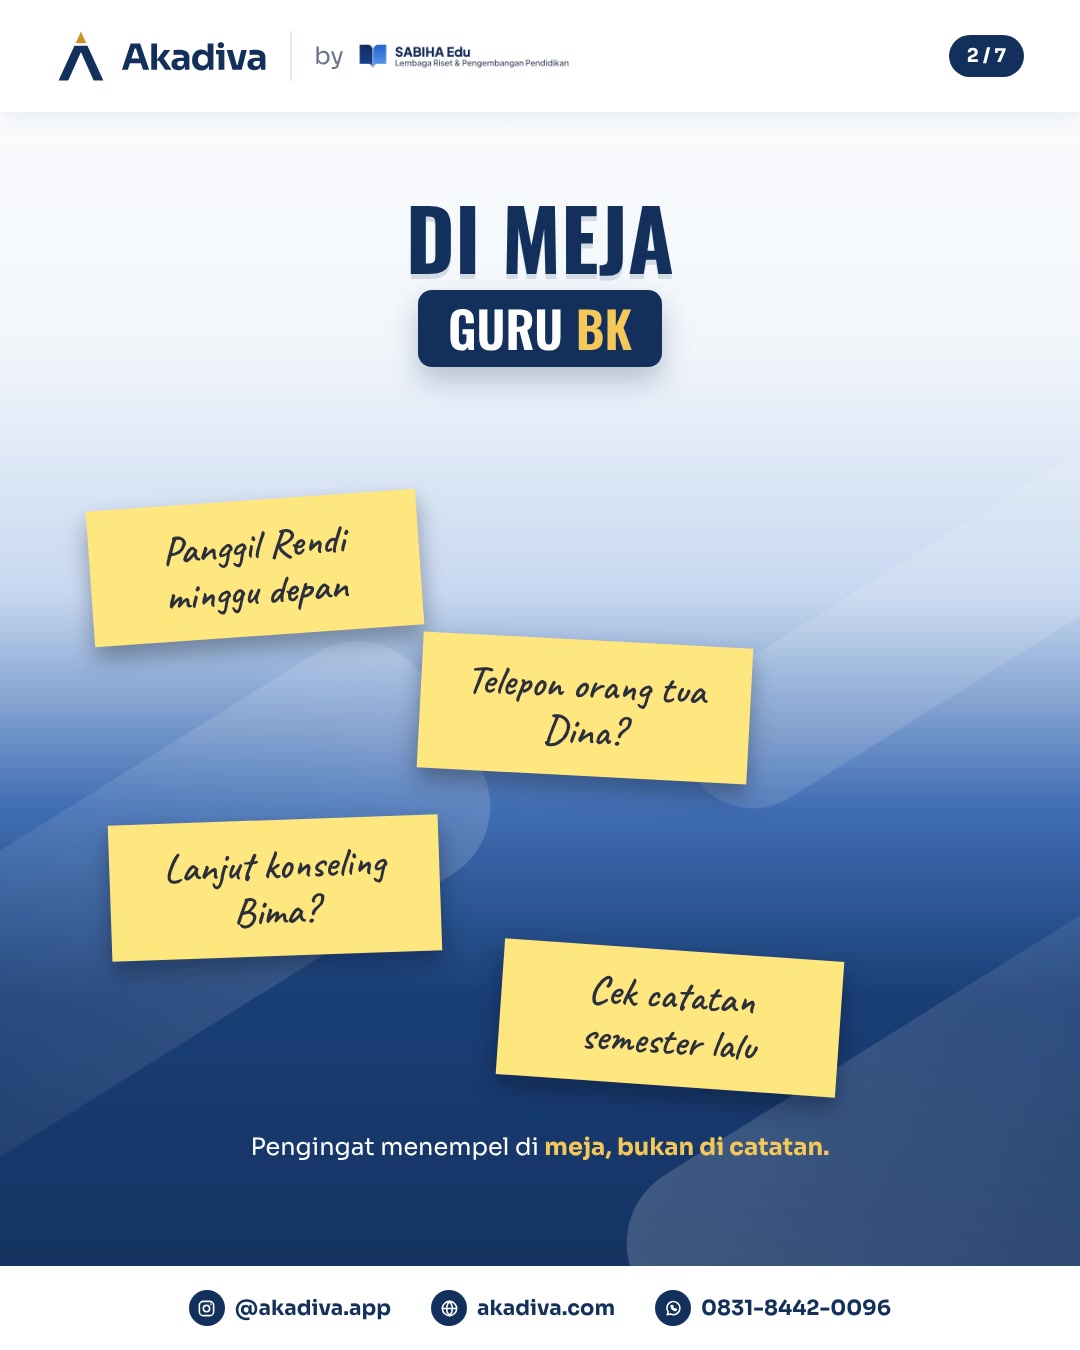 Akadiva
by
SABIHA Edu
Lembaga Riset & Pengembangan Pendidikan
2 / 7
DI MEJA
GURU BK
Panggil Rendi
minggu depan
Telepon orang tua
Dina?
Lanjut konseling
Bima?
Cek catatan
semester lalu
Pengingat menempel di meja, bukan di catatan.
@akadiva.app
akadiva.com
0831-8442-0096